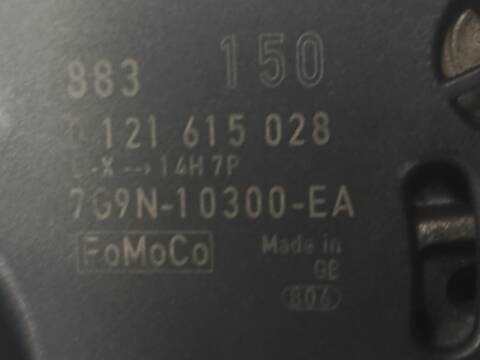 883 150
0 121 615 028
E-X --> 14H 7P
7G9N-10300-EA
FoMoCo Made in
GB
806